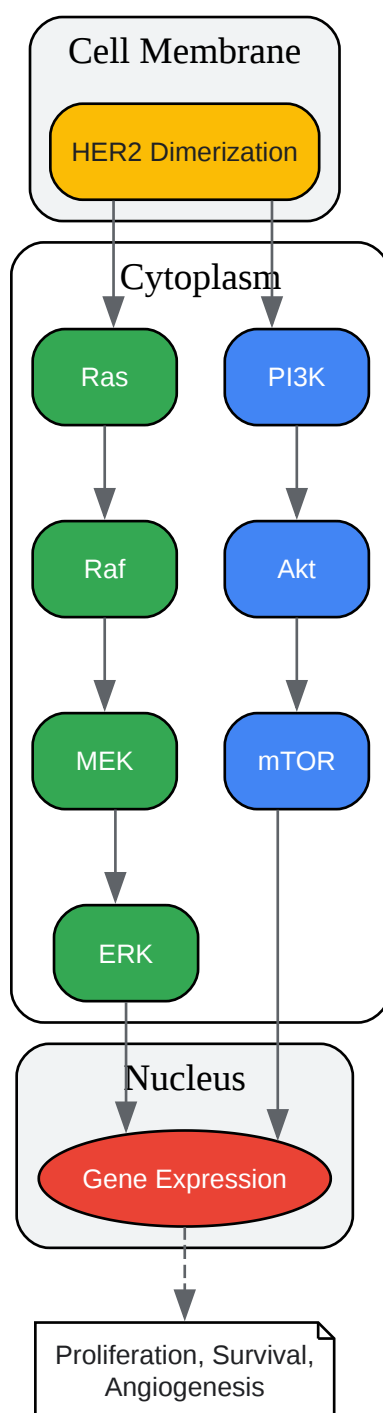 Cell Membrane
HER2 Dimerization
Cytoplasm
Ras
PI3K
Raf
Akt
MEK
mTOR
ERK
Nucleus
Gene Expression
Proliferation, Survival,
Angiogenesis